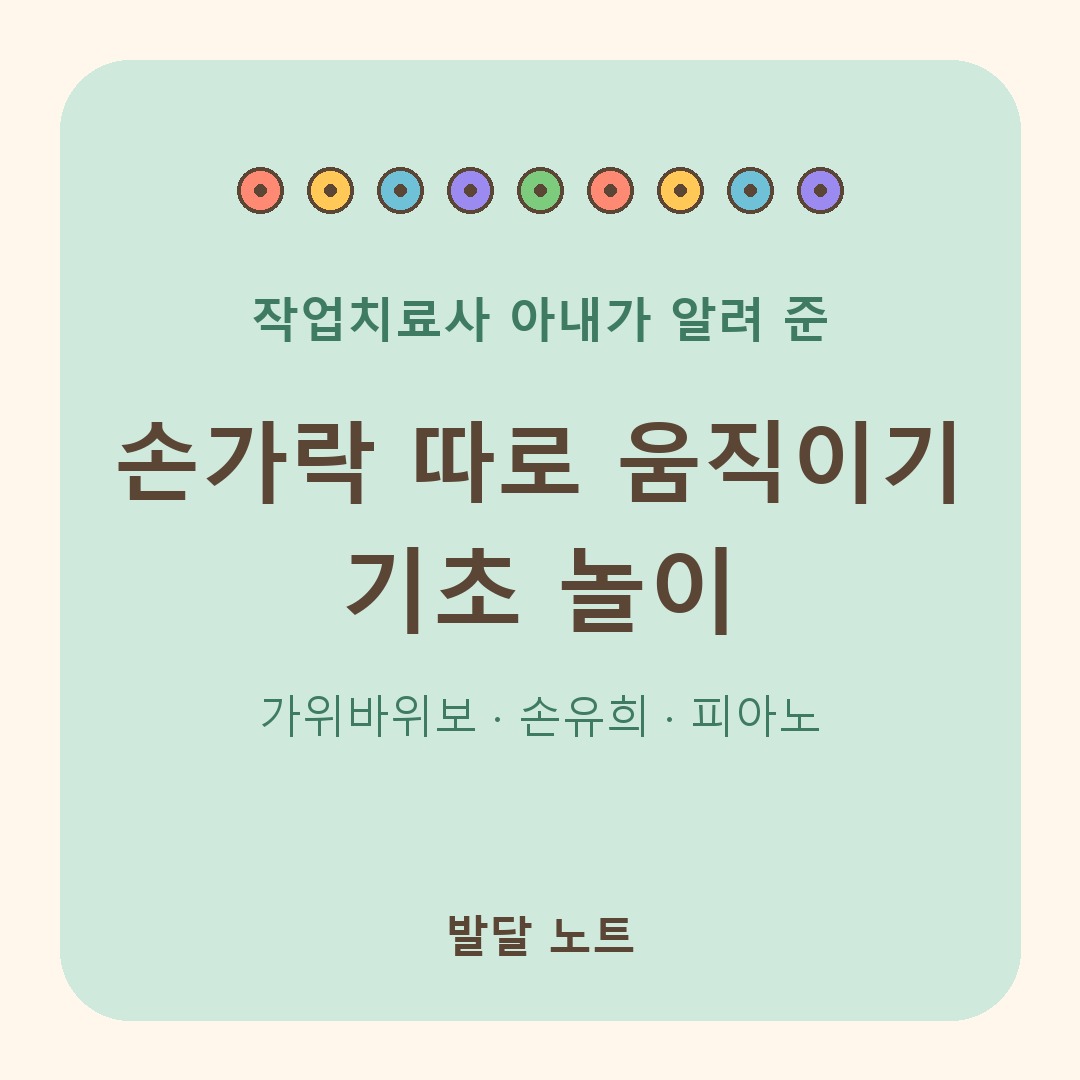 작업치료사 아내가 알려 준
손가락 따로 움직이기
기초 놀이
가위바위보 · 손유희 · 피아노
발달 노트